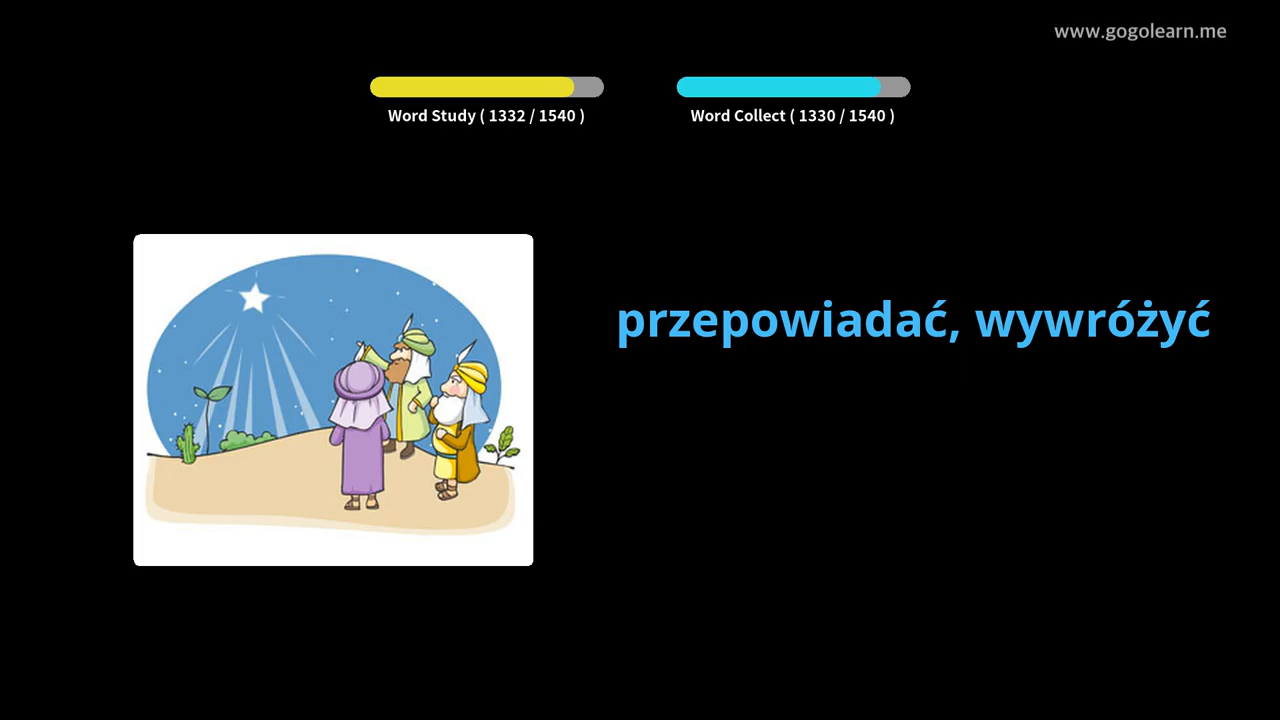 www.gogolearn.me
Word Study ( 1332 / 1540 )
Word Collect ( 1330 / 1540 )
przepowiadać, wywróżyć